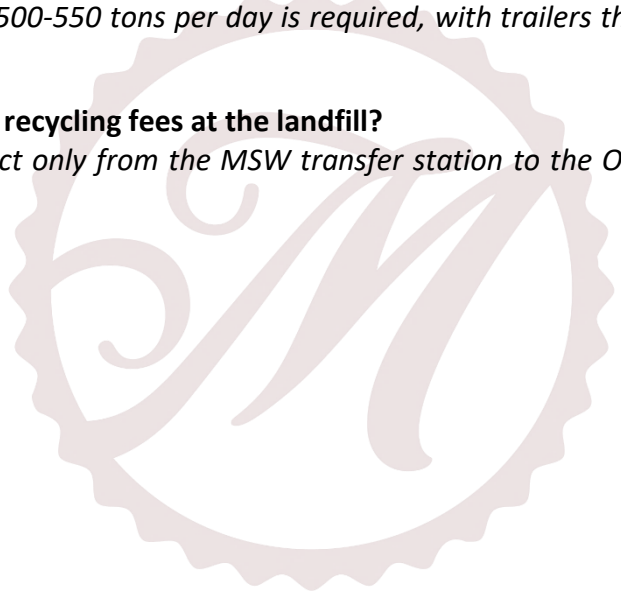 500-550 tons per day is required, with trailers th
recycling fees at the landfill?
ct only from the MSW transfer station to the O
M